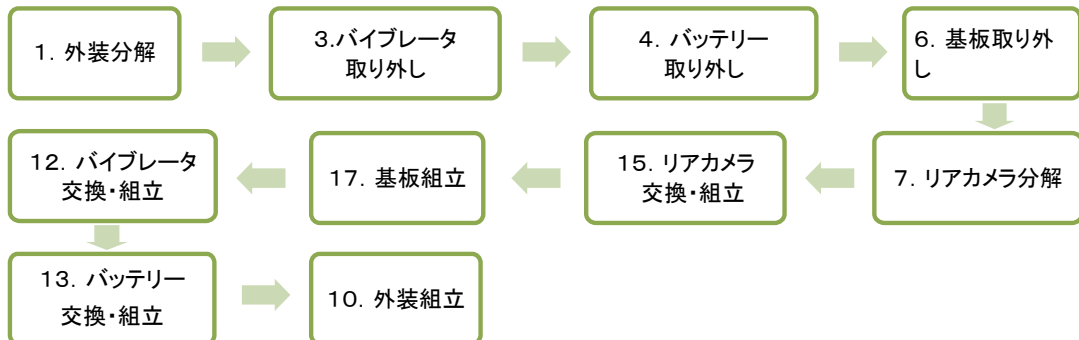 1. 外装分解
3.バイブレータ
取り外し
4. バッテリー
取り外し
6. 基板取り外
し
7. リアカメラ分解
15. リアカメラ
交換・組立
17. 基板組立
12. バイブレータ
交換・組立
13. バッテリー
交換・組立
10. 外装組立